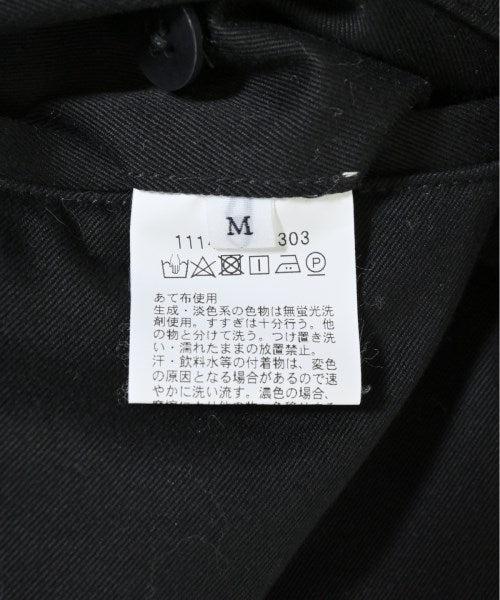 M
111
303
あて布使用
生成・淡色系の色物は無蛍光洗
剤使用。すすぎは十分行う。他
の物と分けて洗う。つけ置き洗
い・濡れたままの放置禁止。
汗・飲料水等の付着物は、変色
の原因となる場合があるので速
やかに洗い流す。濃色の場合、